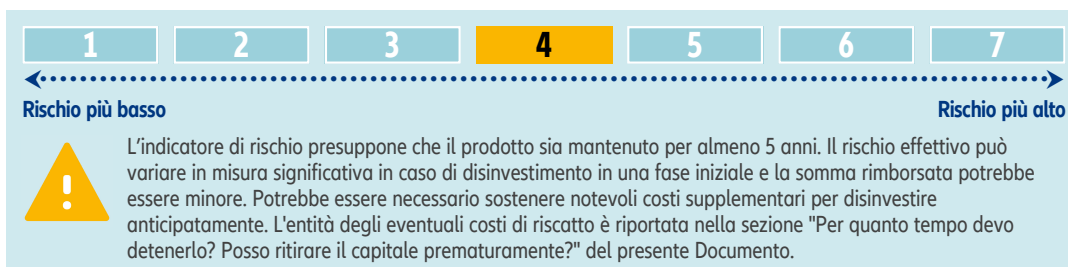 1 2 3 4 5 6 7
Rischio più basso Rischio più alto
L'indicatore di rischio presuppone che il prodotto sia mantenuto per almeno 5 anni. Il rischio effettivo può
variare in misura significativa in caso di disinvestimento in una fase iniziale e la somma rimborsata potrebbe
essere minore. Potrebbe essere necessario sostenere notevoli costi supplementari per disinvestire
anticipatamente. L'entità degli eventuali costi di riscatto è riportata nella sezione "Per quanto tempo devo
detenerlo? Posso ritirare il capitale prematuramente?" del presente Documento.